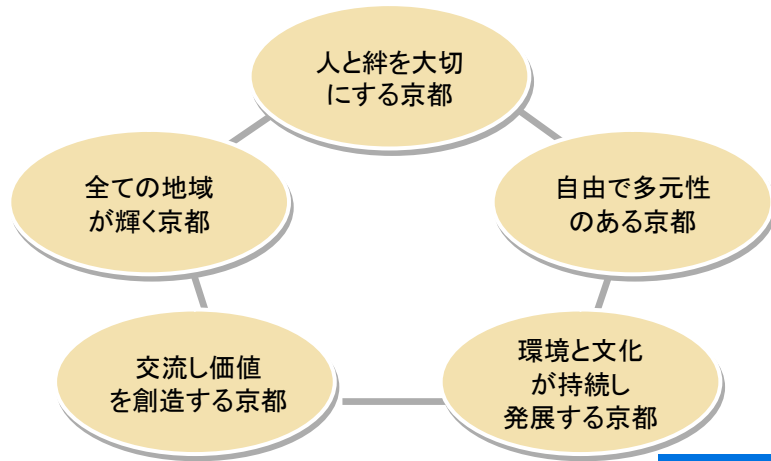 人と絆を大切
にする京都
自由で多元性
のある京都
環境と文化
が持続し
発展する京都
交流し価値
を創造する京都
全ての地域
が輝く京都